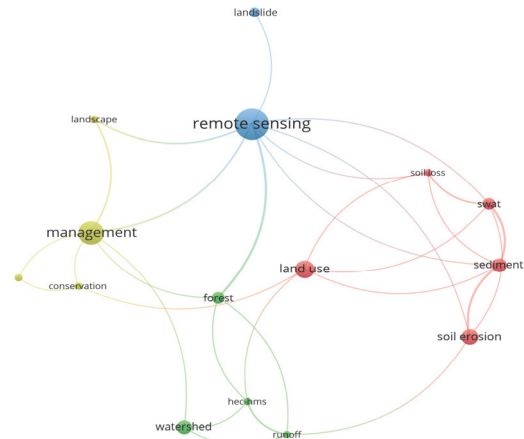 landslide
remote sensing
landscape
soil loss
swat
management
sediment
land use
conservation
forest
soil erosion
hec-hms
watershed
runoff